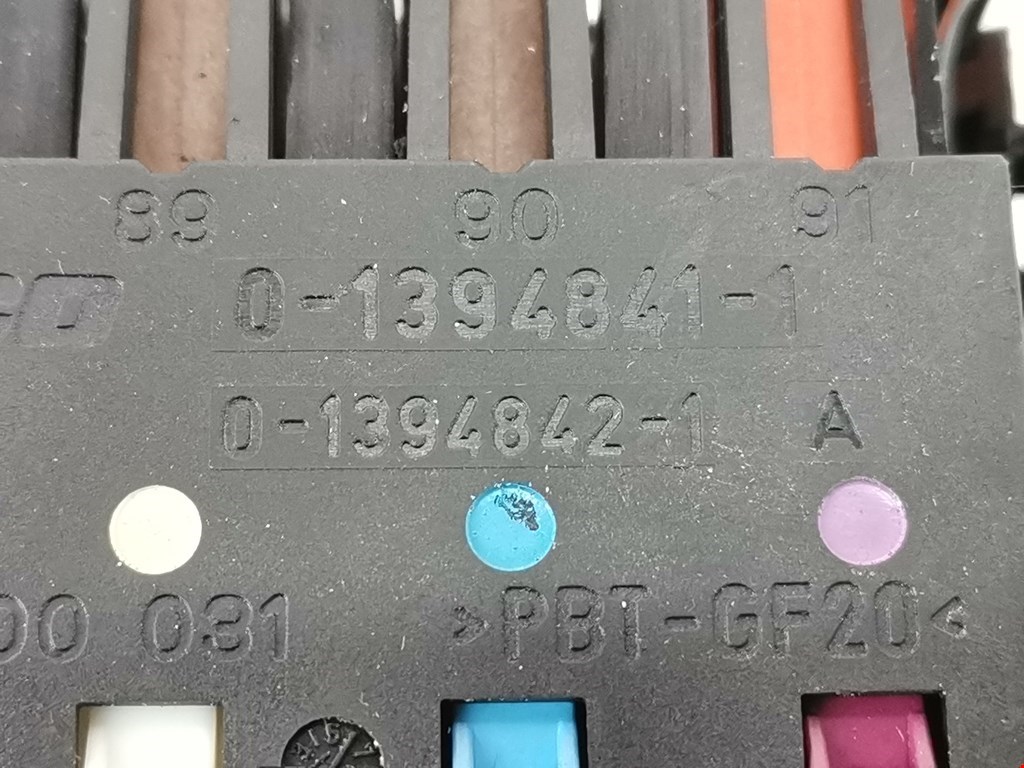 89 90 91
0-1394841-1
0-1394842-1 A
00 031 >PBT-GF20<